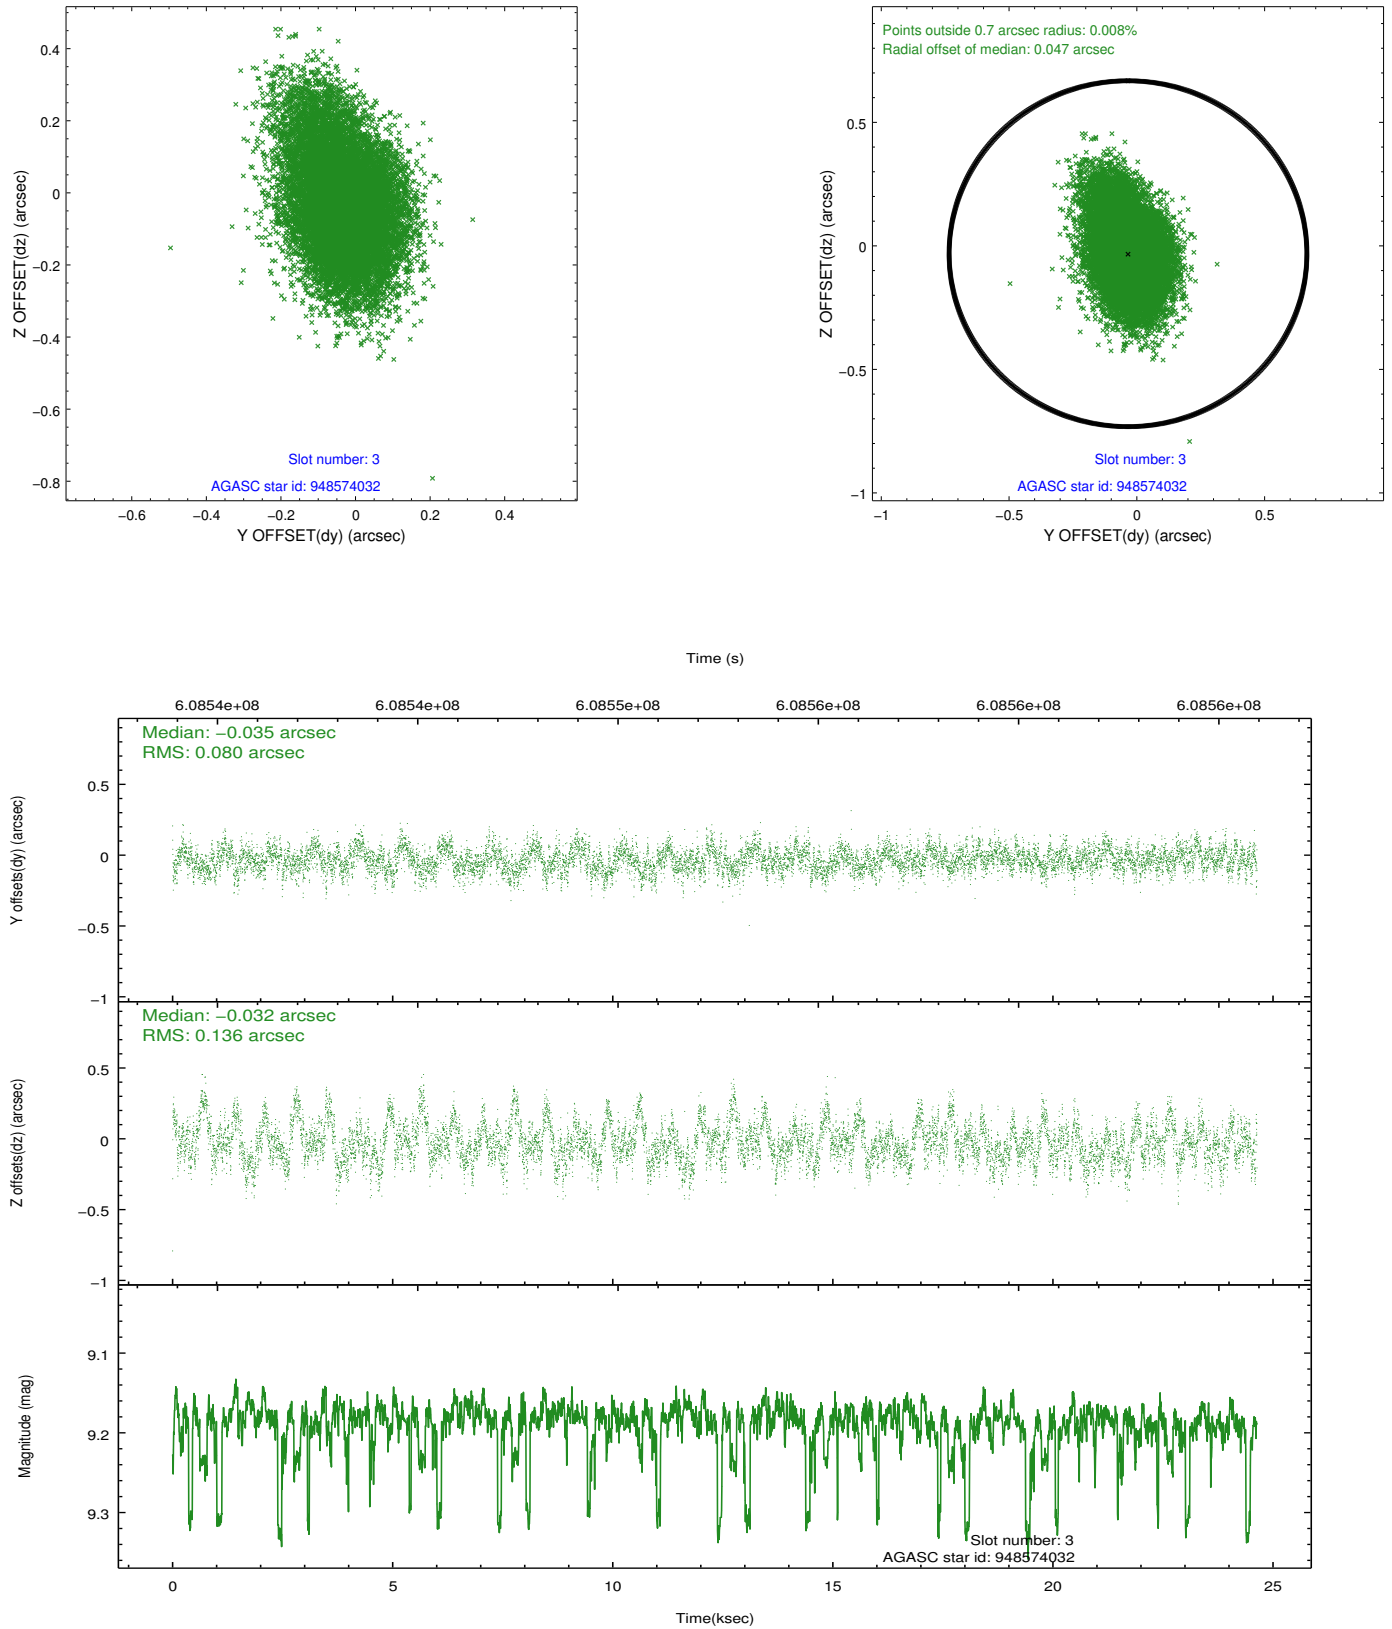 0.4
0.2
0
−0.2
−0.4
−0.6
−0.8
Z OFFSET(dz) (arcsec)
Slot number: 3
AGASC star id: 948574032
−0.6 −0.4 −0.2 0 0.2 0.4
Y OFFSET(dy) (arcsec)
Points outside 0.7 arcsec radius: 0.008%
Radial offset of median: 0.047 arcsec
0.5
0
−0.5
−1
Z OFFSET(dz) (arcsec)
Slot number: 3
AGASC star id: 948574032
−1 −0.5 0 0.5
Y OFFSET(dy) (arcsec)
Time (s)
6.0854e+08 6.0854e+08 6.0855e+08 6.0856e+08 6.0856e+08 6.0856e+08
Median: −0.035 arcsec
RMS: 0.080 arcsec
0.5
0
−0.5
−1
Y offsets(dy) (arcsec)
Median: −0.032 arcsec
RMS: 0.136 arcsec
0.5
0
−0.5
−1
Z offsets(dz) (arcsec)
9.1
9.2
9.3
Magnitude (mag)
Slot number: 3
AGASC star id: 948574032
0 5 10 15 20 25
Time(ksec)